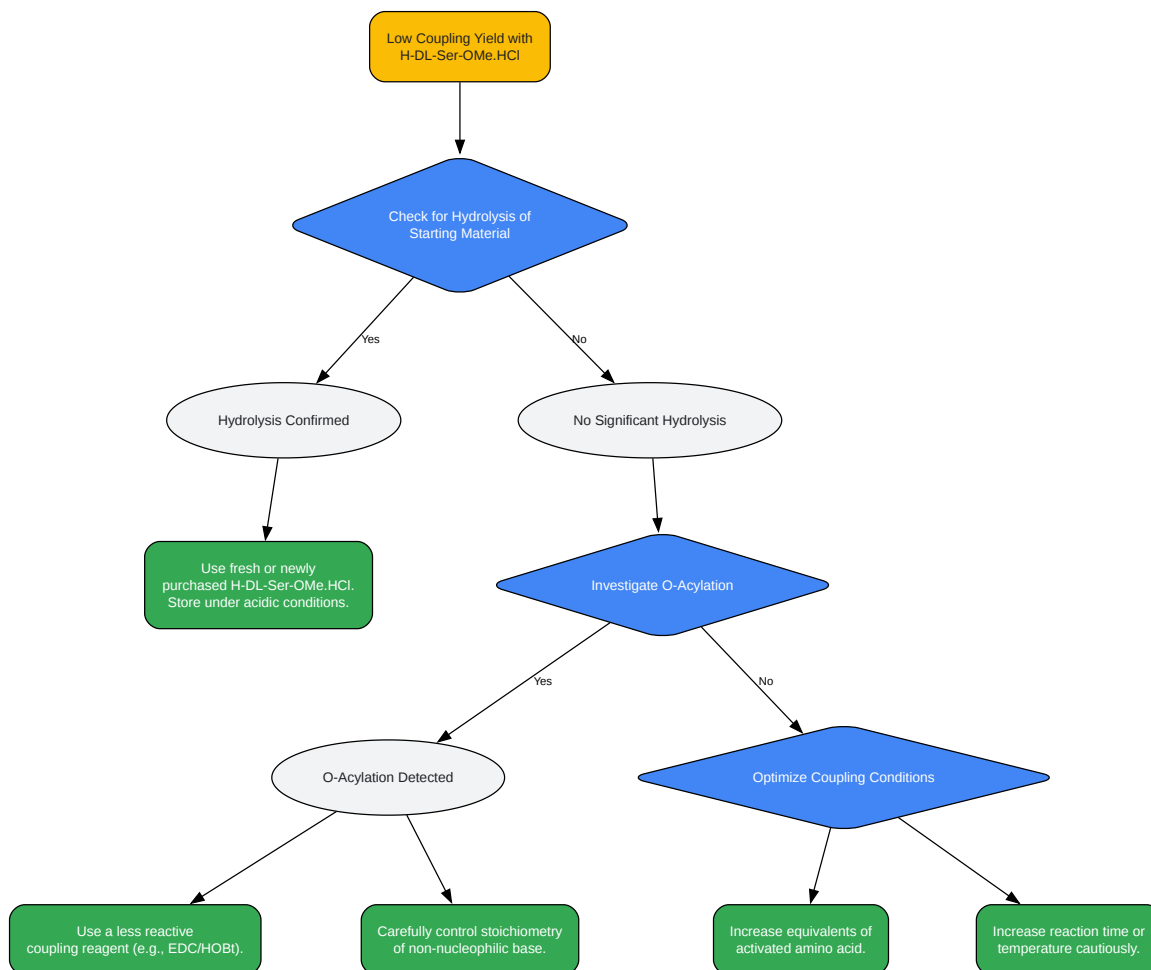 Low Coupling Yield with
H-DL-Ser-OMe.HCl
Check for Hydrolysis of
Starting Material
Yes
No
Hydrolysis Confirmed
No Significant Hydrolysis
Use fresh or newly
purchased H-DL-Ser-OMe.HCl.
Store under acidic conditions.
Investigate O-Acylation
Yes
No
O-Acylation Detected
Optimize Coupling Conditions
Use a less reactive
coupling reagent (e.g., EDC/HOBt).
Carefully control stoichiometry
of non-nucleophilic base.
Increase equivalents of
activated amino acid.
Increase reaction time or
temperature cautiously.